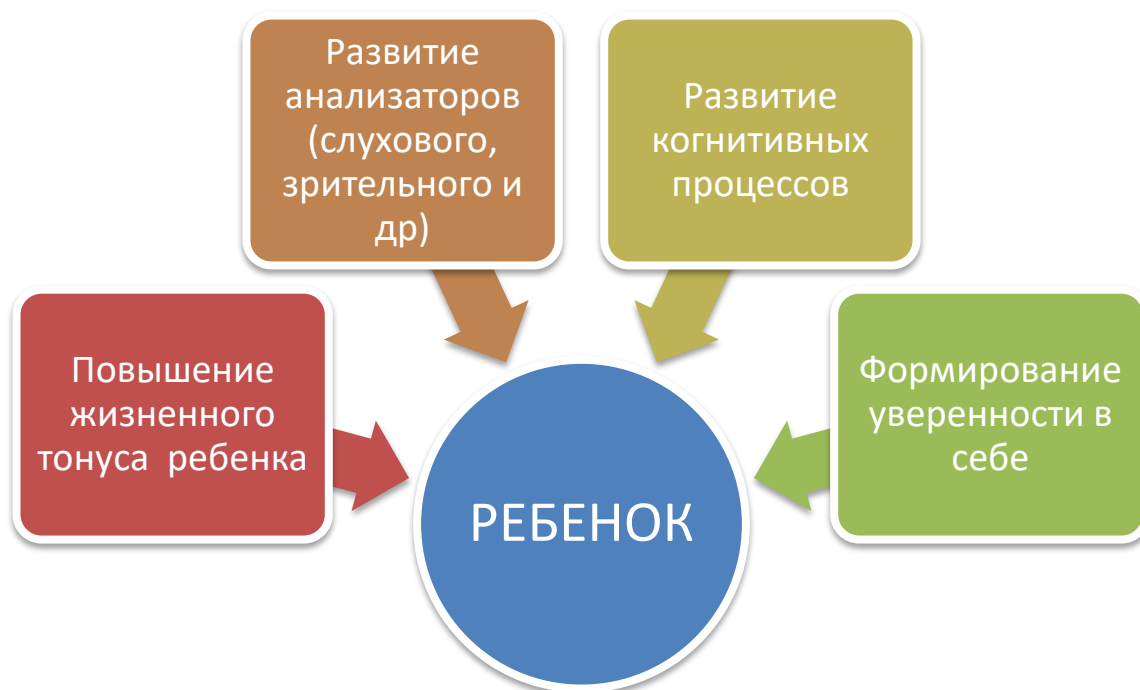 Развитие
анализаторов
(слухового,
зрительного и
др)
Развитие
когнитивных
процессов
Повышение
жизненного
тонуса  ребенка
Формирование
уверенности в
себе
РЕБЕНОК